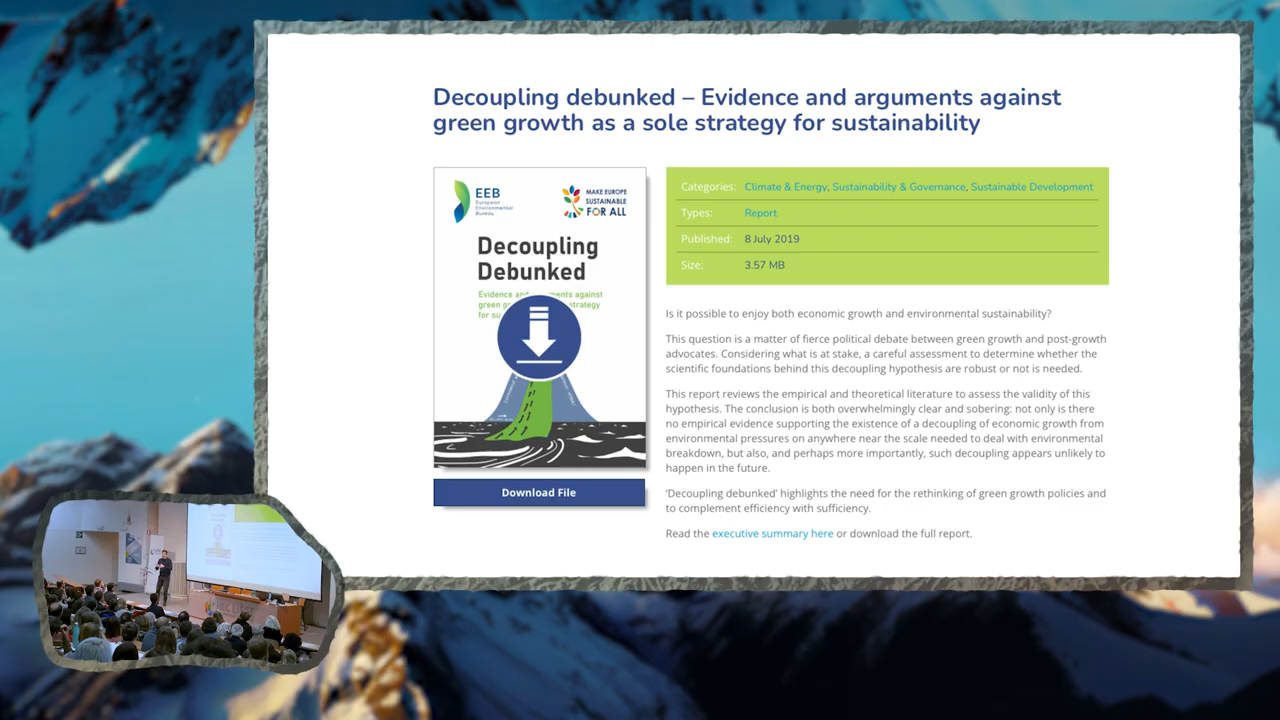 Decoupling debunked – Evidence and arguments against
green growth as a sole strategy for sustainability
EEB
European
Environmental
Bureau
MAKE EUROPE
SUSTAINABLE
FOR ALL
Decoupling
Debunked
Evidence and arguments against
green strategy
for
Download File
Categories: Climate & Energy, Sustainability & Governance, Sustainable Development
Types: Report
Published: 8 July 2019
Size: 3.57 MB
Is it possible to enjoy both economic growth and environmental sustainability?
This question is a matter of fierce political debate between green growth and post-growth
advocates. Considering what is at stake, a careful assessment to determine whether the
scientific foundations behind this decoupling hypothesis are robust or not is needed.
This report reviews the empirical and theoretical literature to assess the validity of this
hypothesis. The conclusion is both overwhelmingly clear and sobering: not only is there
no empirical evidence supporting the existence of a decoupling of economic growth from
environmental pressures on anywhere near the scale needed to deal with environmental
breakdown, but also, and perhaps more importantly, such decoupling appears unlikely to
happen in the future.
‘Decoupling debunked’ highlights the need for the rethinking of green growth policies and
to complement efficiency with sufficiency.
Read the executive summary here or download the full report.